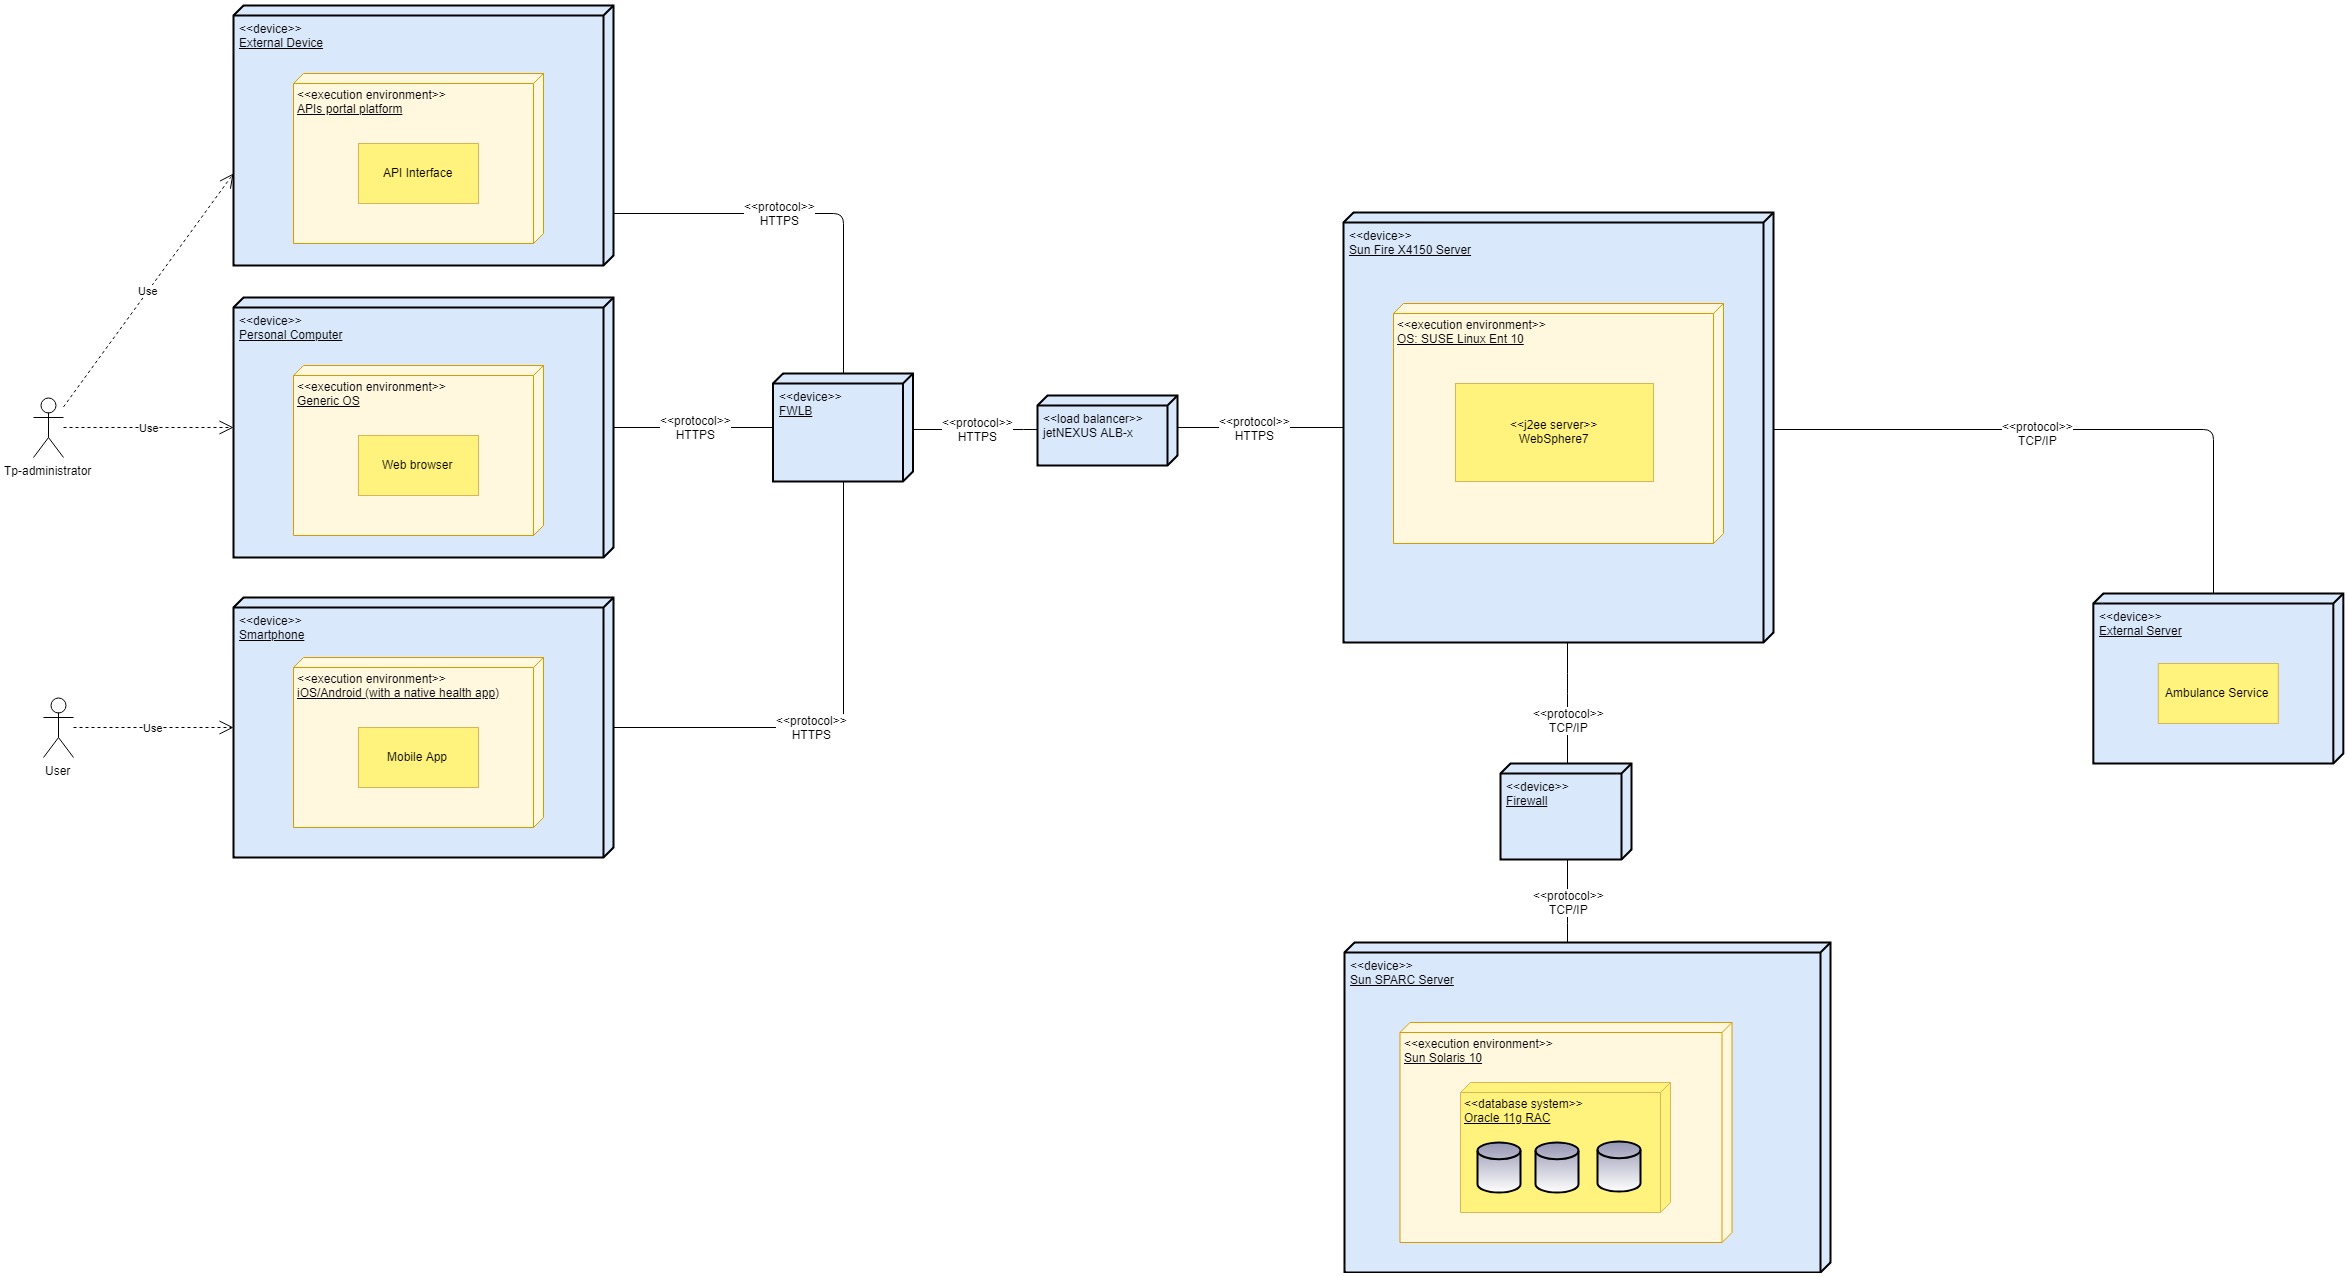 <<device>>
External Device
<<execution environment>>
APIs portal platform
API Interface
<<protocol>>
HTTPS
Use
<<device>>
Personal Computer
<<execution environment>>
Generic OS
Web browser
Use
Tp-administrator
<<protocol>>
HTTPS
<<device>>
FWLB
<<protocol>>
HTTPS
<<load balancer>>
jetNEXUS ALB-x
<<protocol>>
HTTPS
<<device>>
Sun Fire X4150 Server
<<execution environment>>
OS: SUSE Linux Ent 10
<<j2ee server>>
WebSphere7
<<protocol>>
TCP/IP
<<device>>
External Server
Ambulance Service
<<device>>
Smartphone
<<execution environment>>
iOS/Android (with a native health app)
Mobile App
Use
User
<<protocol>>
HTTPS
<<protocol>>
TCP/IP
<<device>>
Firewall
<<protocol>>
TCP/IP
<<device>>
Sun SPARC Server
<<execution environment>>
Sun Solaris 10
<<database system>>
Oracle 11g RAC